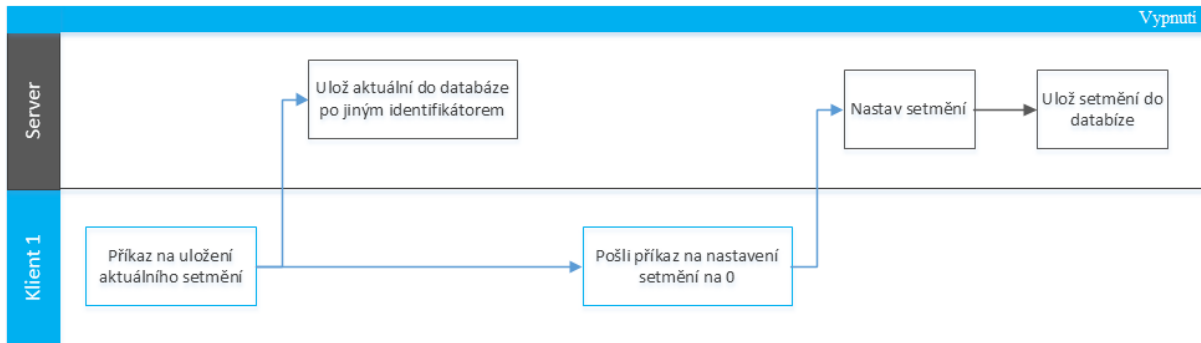 Vypnuti
Server
Ulož aktuální do databáze
po jiným identifikátorem
Nastav setmění
Ulož setmění do
databíze
Klient 1
Příkaz na uložení
aktuálního setmění
Pošli příkaz na nastavení
setmění na 0